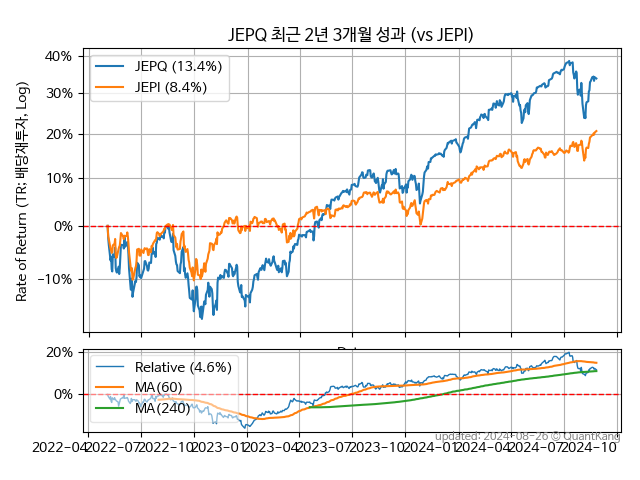 JEPQ 최근 2년 3개월 성과 (vs JEPI)
Rate of Return (TR; 배당재투자, Log)
40%
30%
20%
10%
0%
−10%
JEPQ (13.4%)
JEPI (8.4%)
20%
0%
Relative (4.6%)
MA(60)
MA(240)
updated: 2024-08-26 © QuantKang
2022-04
2022-07
2022-10
2023-01
2023-04
2023-07
2023-10
2024-01
2024-04
2024-07
2024-10